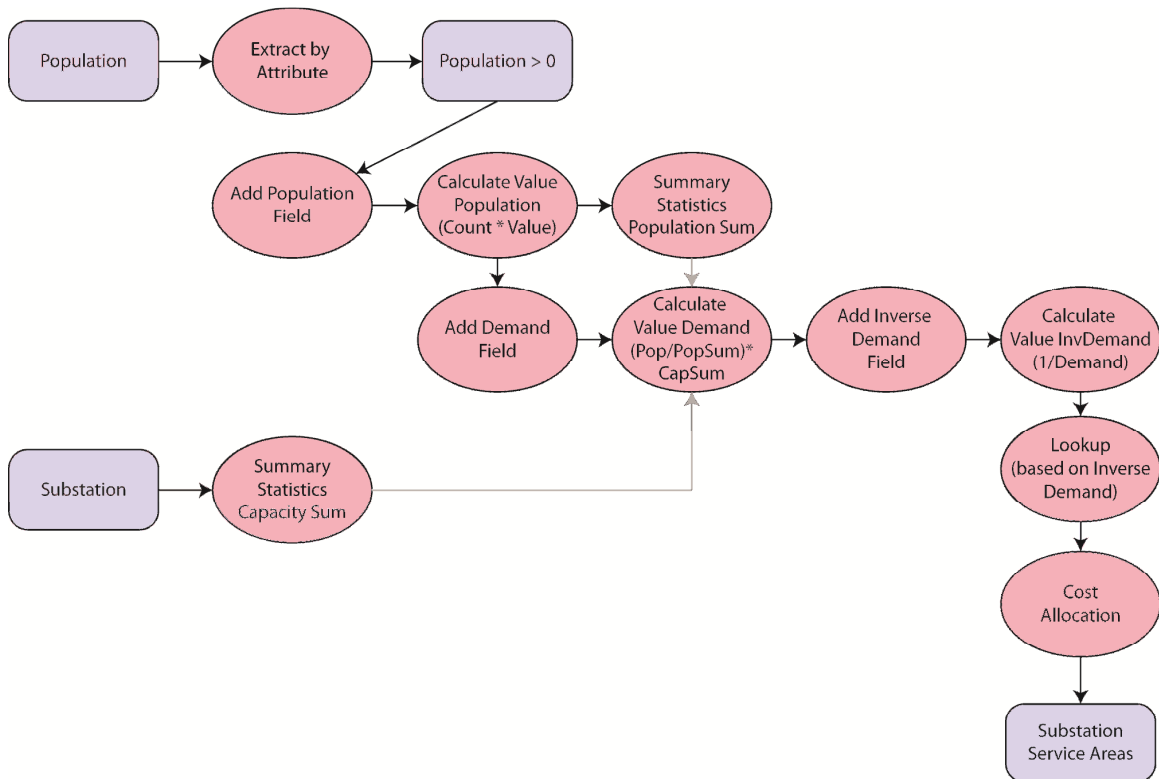 Population
Extract by
Attribute
Population > 0
Add Population
Field
Calculate Value
Population
(Count * Value)
Summary
Statistics
Population Sum
Add Demand
Field
Calculate
Value Demand
(Pop/PopSum)*
CapSum
Add Inverse
Demand
Field
Calculate
Value InvDemand
(1/Demand)
Substation
Summary
Statistics
Capacity Sum
Lookup
(based on Inverse
Demand)
Cost
Allocation
Substation
Service Areas